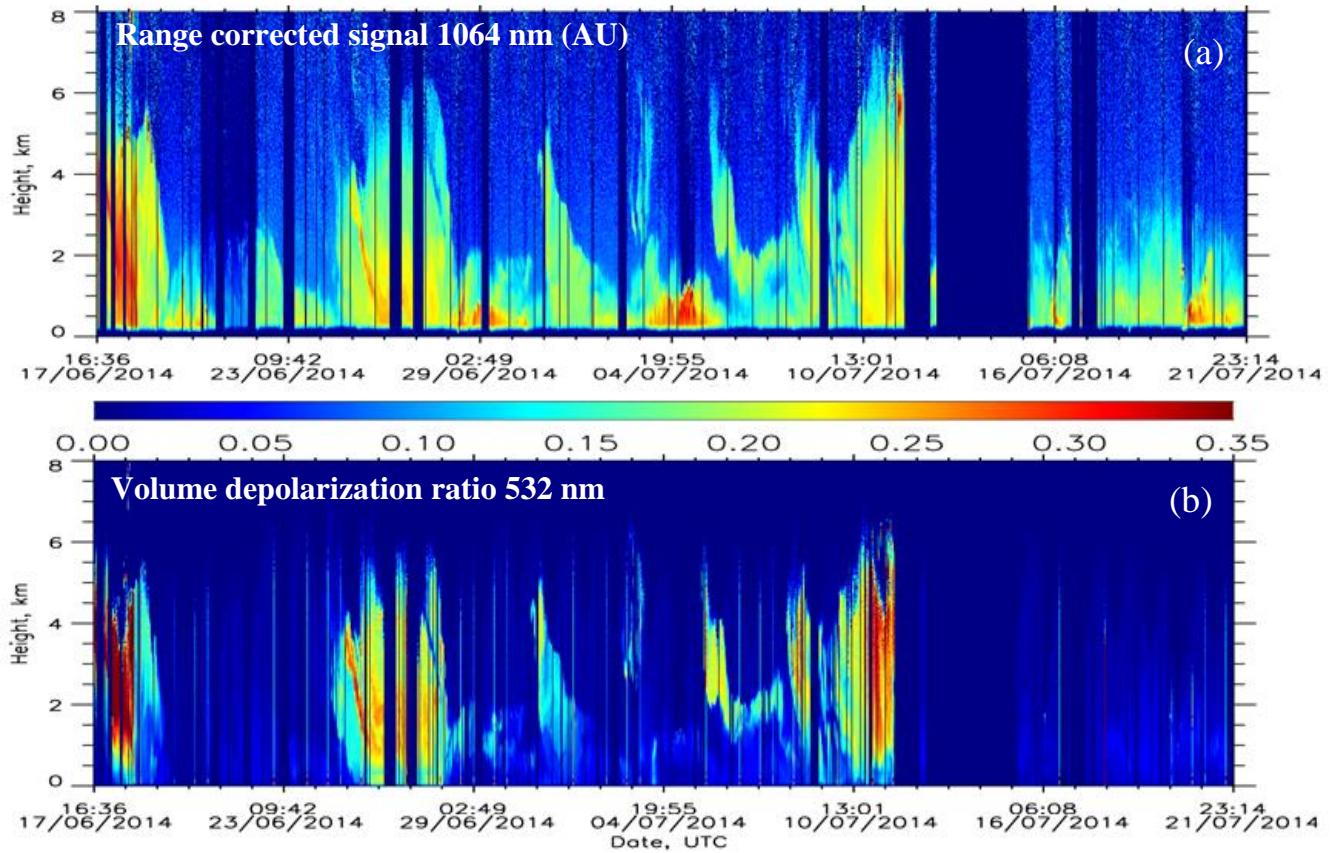 Range corrected signal 1064 nm (AU)
(a)
8
6
4
2
0
Height, km
16:36 09:42 02:49 19:55 13:01 06:08 23:14
17/06/2014 23/06/2014 29/06/2014 04/07/2014 10/07/2014 16/07/2014 21/07/2014
0.00 0.05 0.10 0.15 0.20 0.25 0.30 0.35
Volume depolarization ratio 532 nm
(b)
8
6
4
2
0
Height, km
16:36 09:42 02:49 19:55 13:01 06:08 23:14
17/06/2014 23/06/2014 29/06/2014 04/07/2014 10/07/2014 16/07/2014 21/07/2014
Date, UTC